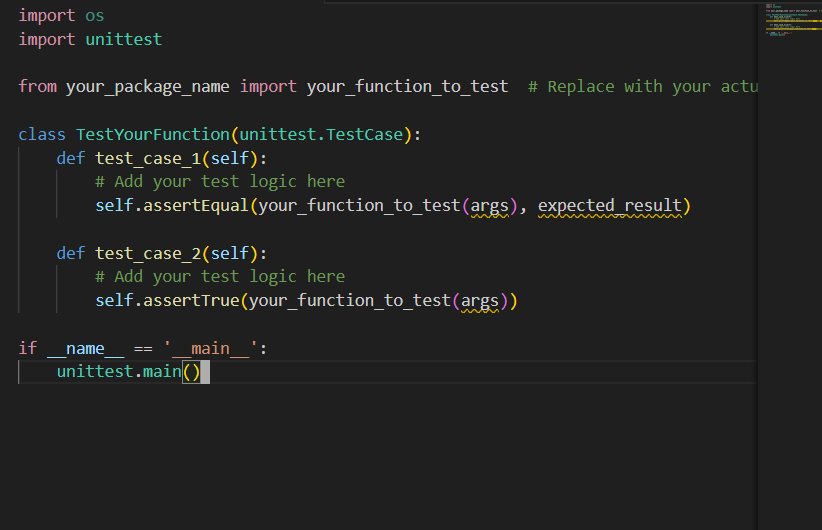 import os
import unittest
from your_package_name import your_function_to_test  # Replace with your actu
class TestYourFunction(unittest.TestCase):
    def test_case_1(self):
        # Add your test logic here
        self.assertEqual(your_function_to_test(args), expected_result)
    def test_case_2(self):
        # Add your test logic here
        self.assertTrue(your_function_to_test(args))
if __name__ == '__main__':
    unittest.main()